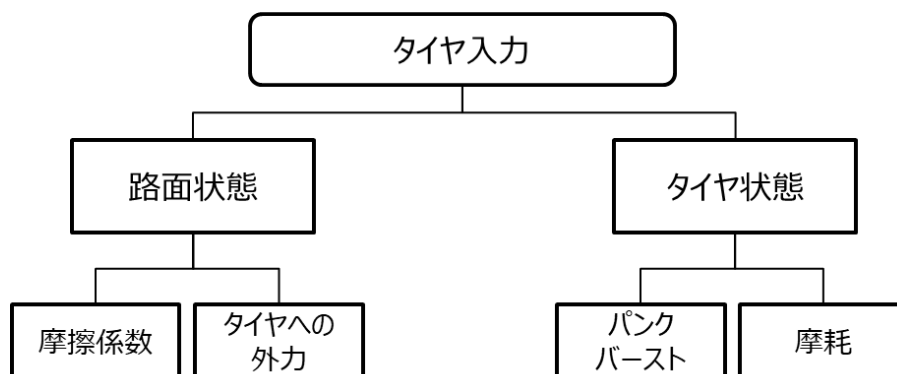 タイヤ入力
路面状態
タイヤ状態
摩擦係数
タイヤへの
外力
パンク
バースト
摩耗